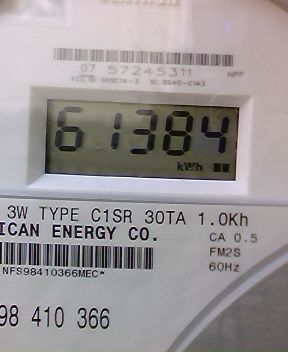 07 57245311 HPP
61384
kWh
3W TYPE C1SR 30TA 1.0Kh
ICAN ENERGY CO. CA 0.5
FM2S
NFS98410366MEC* 60Hz
98 410 366